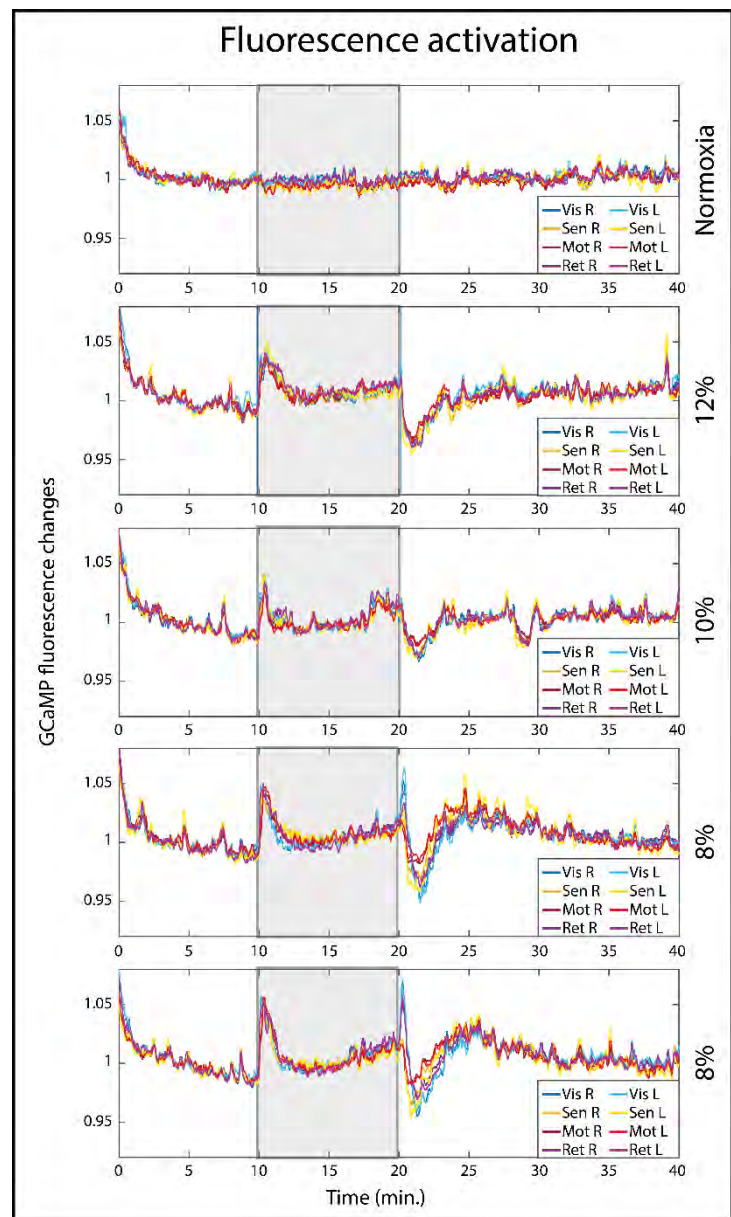 Fluorescence activation
GCaMP fluorescence changes
1.05
1
0.95
Vis R Vis L
Sen R Sen L
Mot R Mot L
Ret R Ret L
0 5 10 15 20 25 30 35 40
Normoxia
1.05
1
0.95
Vis R Vis L
Sen R Sen L
Mot R Mot L
Ret R Ret L
0 5 10 15 20 25 30 35 40
12%
1.05
1
0.95
Vis R Vis L
Sen R Sen L
Mot R Mot L
Ret R Ret L
0 5 10 15 20 25 30 35 40
10%
1.05
1
0.95
Vis R Vis L
Sen R Sen L
Mot R Mot L
Ret R Ret L
0 5 10 15 20 25 30 35 40
8%
1.05
1
0.95
Vis R Vis L
Sen R Sen L
Mot R Mot L
Ret R Ret L
0 5 10 15 20 25 30 35 40
8%
Time (min.)